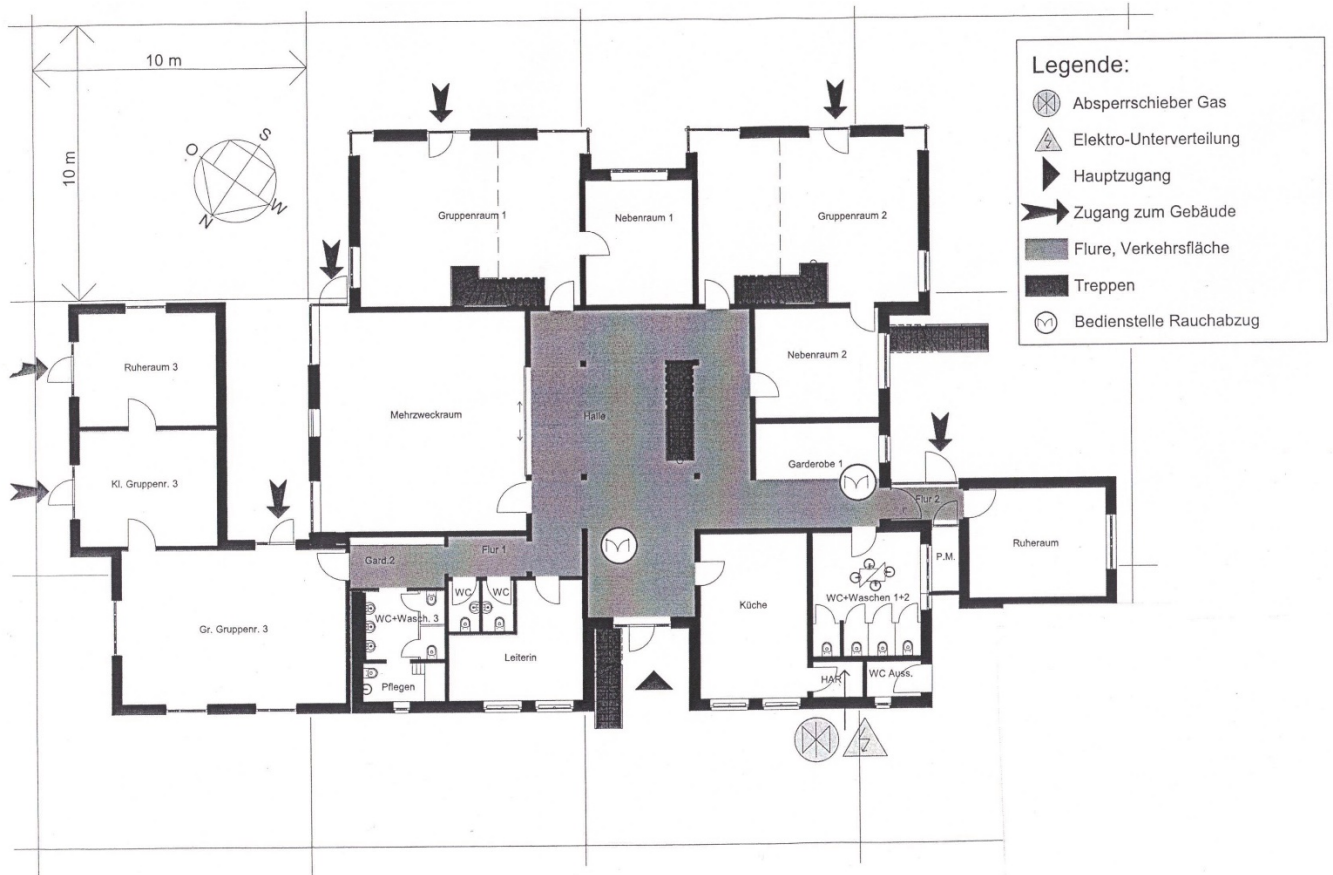 10 m
10 m
O
S
N
W
Legende:
Absperrschieber Gas
Elektro-Unterverteilung
Hauptzugang
Zugang zum Gebäude
Flure, Verkehrsfläche
Treppen
Bedienstelle Rauchabzug
Gruppenraum 1
Nebenraum 1
Gruppenraum 2
Ruheraum 3
Nebenraum 2
Mehrzweckraum
Halle
Garderobe 1
Kl. Gruppenr. 3
Flur 2
Ruheraum
Gard.2
Flur 1
P.M.
WC
WC
WC+Waschen 1+2
Küche
Gr. Gruppenr. 3
WC+Wasch. 3
Leiterin
Pflegen
HAR
WC Auss.